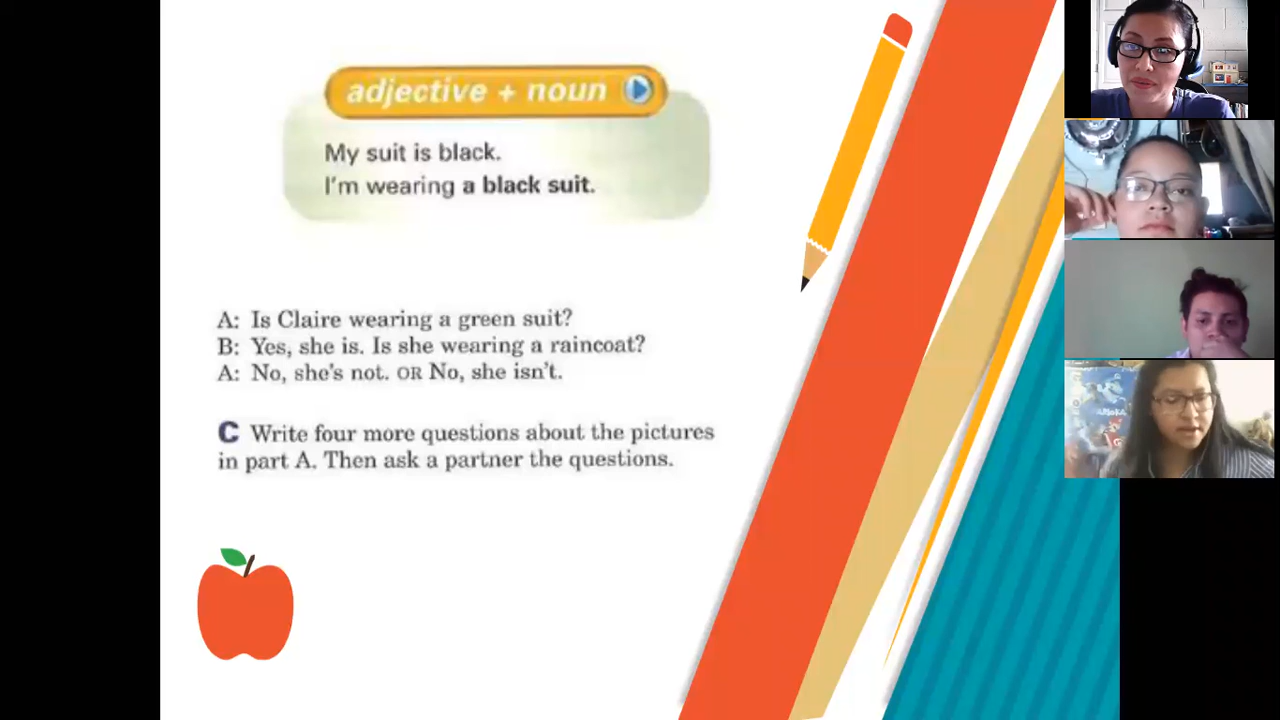 adjective + noun
My suit is black.
I'm wearing a black suit.
A: Is Claire wearing a green suit?
B: Yes, she is. Is she wearing a raincoat?
A: No, she's not. OR No, she isn't.
C Write four more questions about the pictures
in part A. Then ask a partner the questions.